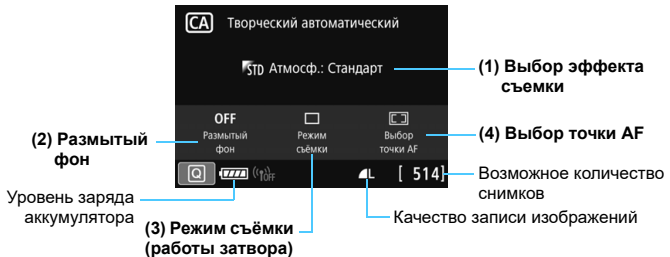 CA Творческий автоматический
STD Атмосф.: Стандарт
(1) Выбор эффекта
съемки
OFF
Размытый
фон
Режим
съёмки
Выбор
точки AF
(2) Размытый
фон
(4) Выбор точки AF
Q OFF L [ 514]
Возможное количество
снимков
Уровень заряда
аккумулятора
Качество записи изображений
(3) Режим съёмки
(работы затвора)